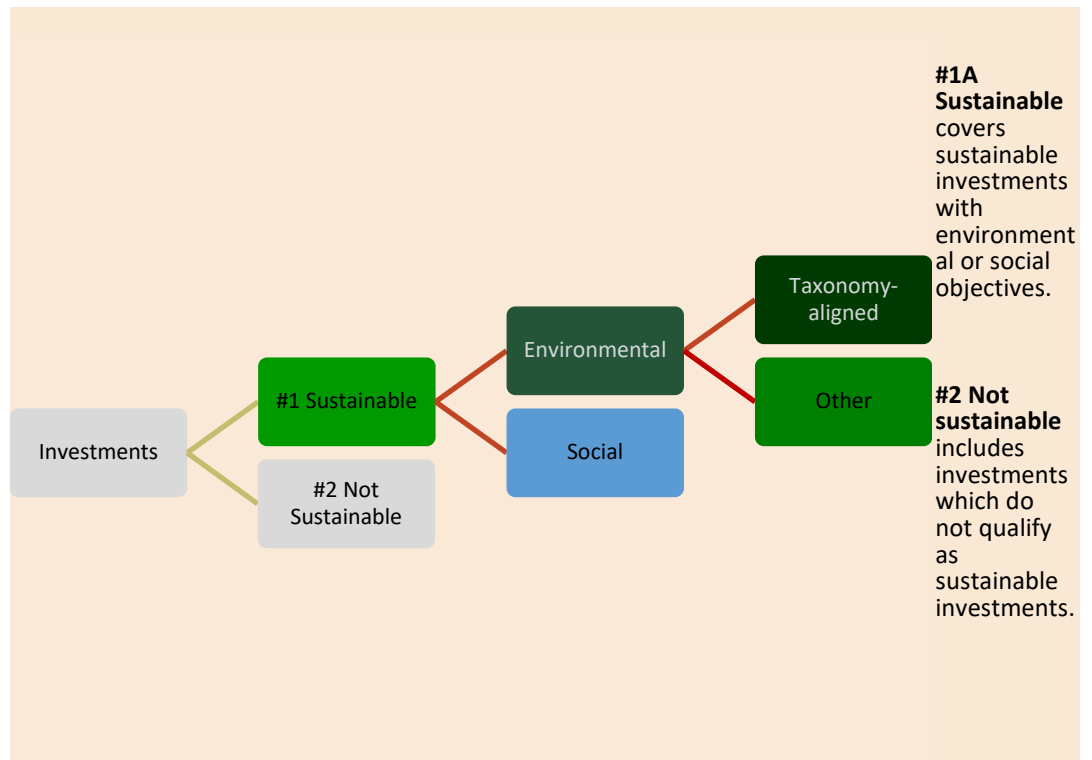 Investments
#1 Sustainable
#2 Not
Sustainable
Environmental
Social
Taxonomy-
aligned
Other
#1A
Sustainable
covers
sustainable
investments
with
environment
al or social
objectives.
#2 Not
sustainable
includes
investments
which do
not qualify
as
sustainable
investments.